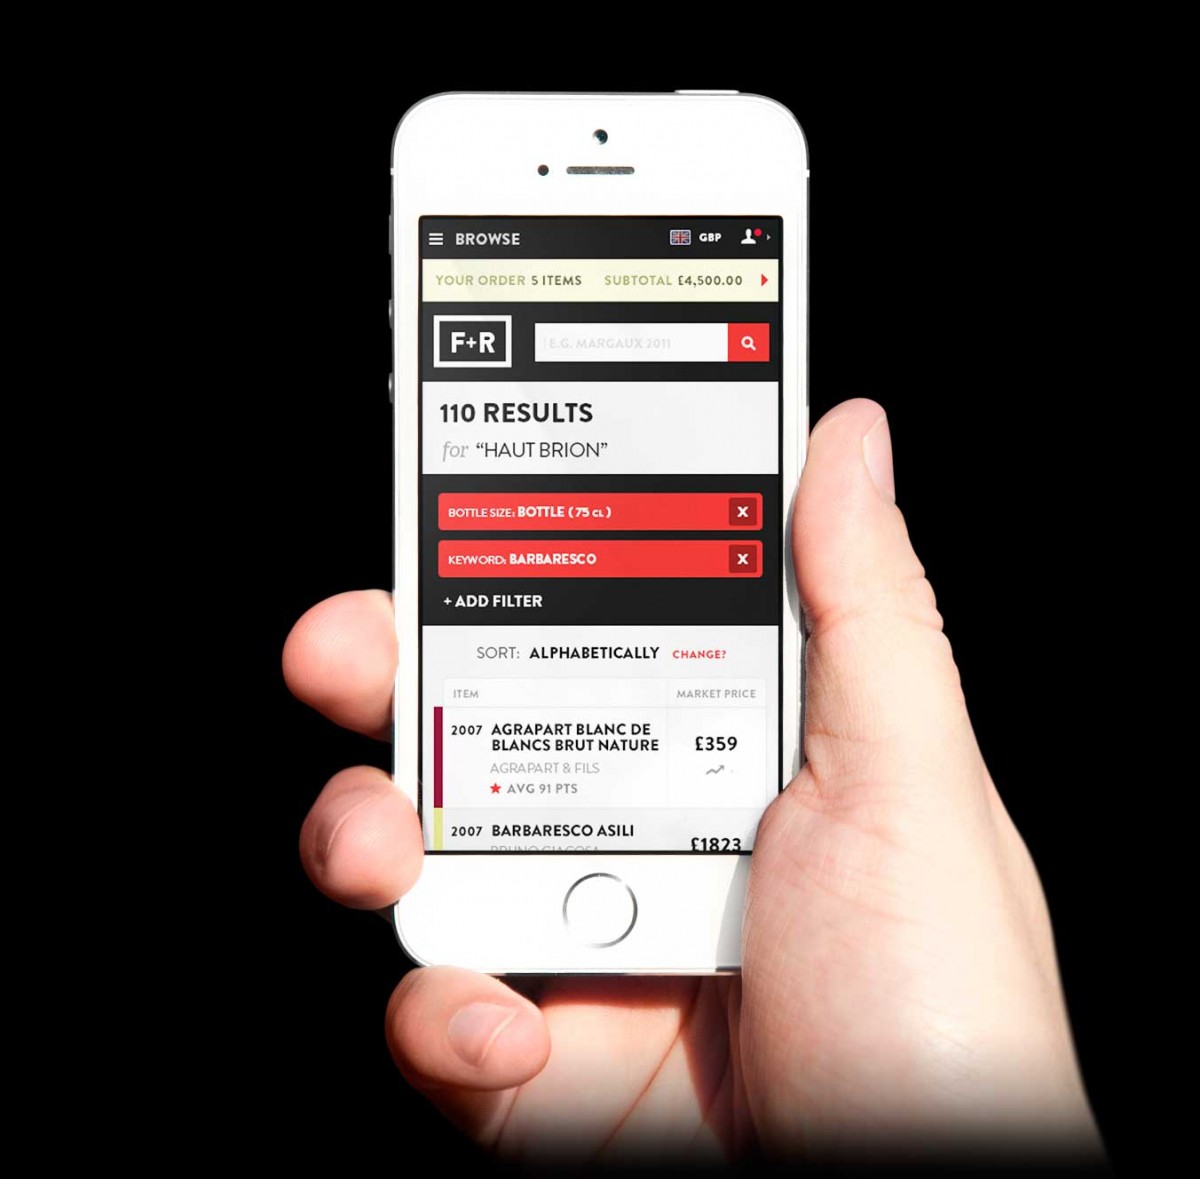 BROWSE GBP
YOUR ORDER 5 ITEMS SUBTOTAL £4,500.00
F+R E.G. MARGAUX 2011
110 RESULTS
for “HAUT BRION”
BOTTLE SIZE: BOTTLE (75 CL) X
KEYWORD: BARBARESCO X
+ ADD FILTER
SORT: ALPHABETICALLY CHANGE?
ITEM MARKET PRICE
2007 AGRAPART BLANC DE
BLANCS BRUT NATURE £359
AGRAPART & FILS
★ AVG 91 PTS
2007 BARBARESCO ASILI
£1823
BRUNO GIACOSA